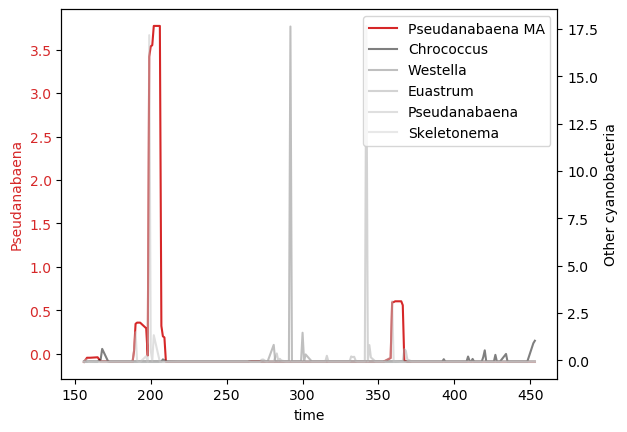 Pseudanabaena MA
Chrococcus
Westella
Euastrum
Pseudanabaena
Skeletonema
Pseudanabaena
3.5
3.0
2.5
2.0
1.5
1.0
0.5
0.0
17.5
15.0
12.5
10.0
7.5
5.0
2.5
0.0
Other cyanobacteria
150 200 250 300 350 400 450
time